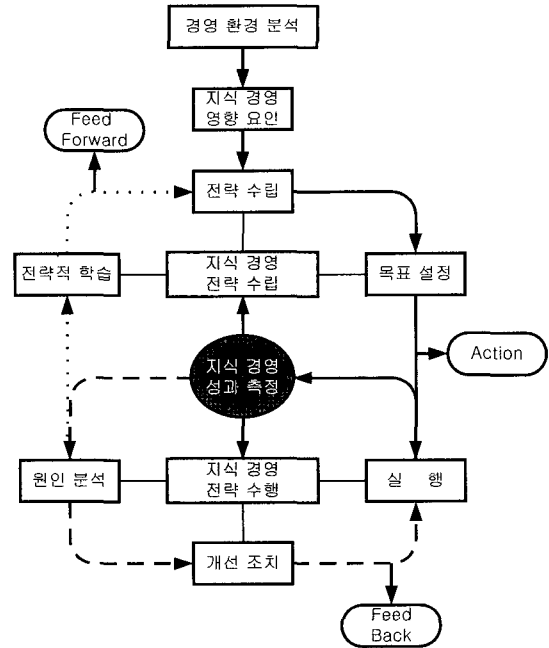 경영 환경 분석
지식 경영
영향 요인
Feed
Forward
전략 수립
전략적 학습
지식 경영
전략 수립
목표 설정
지식 경영
성과 측정
Action
원인 분석
지식 경영
전략 수행
실 행
개선 조치
Feed
Back